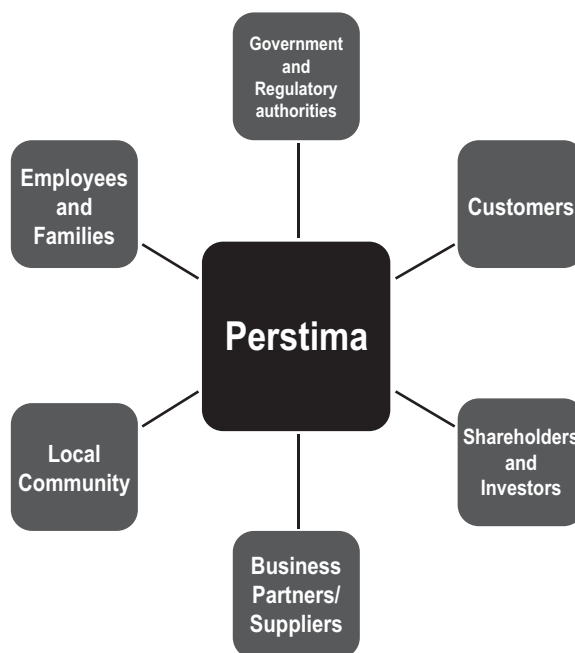 Government
and
Regulatory
authorities
Employees
and
Families
Customers
Perstima
Local
Community
Shareholders
and
Investors
Business
Partners/
Suppliers